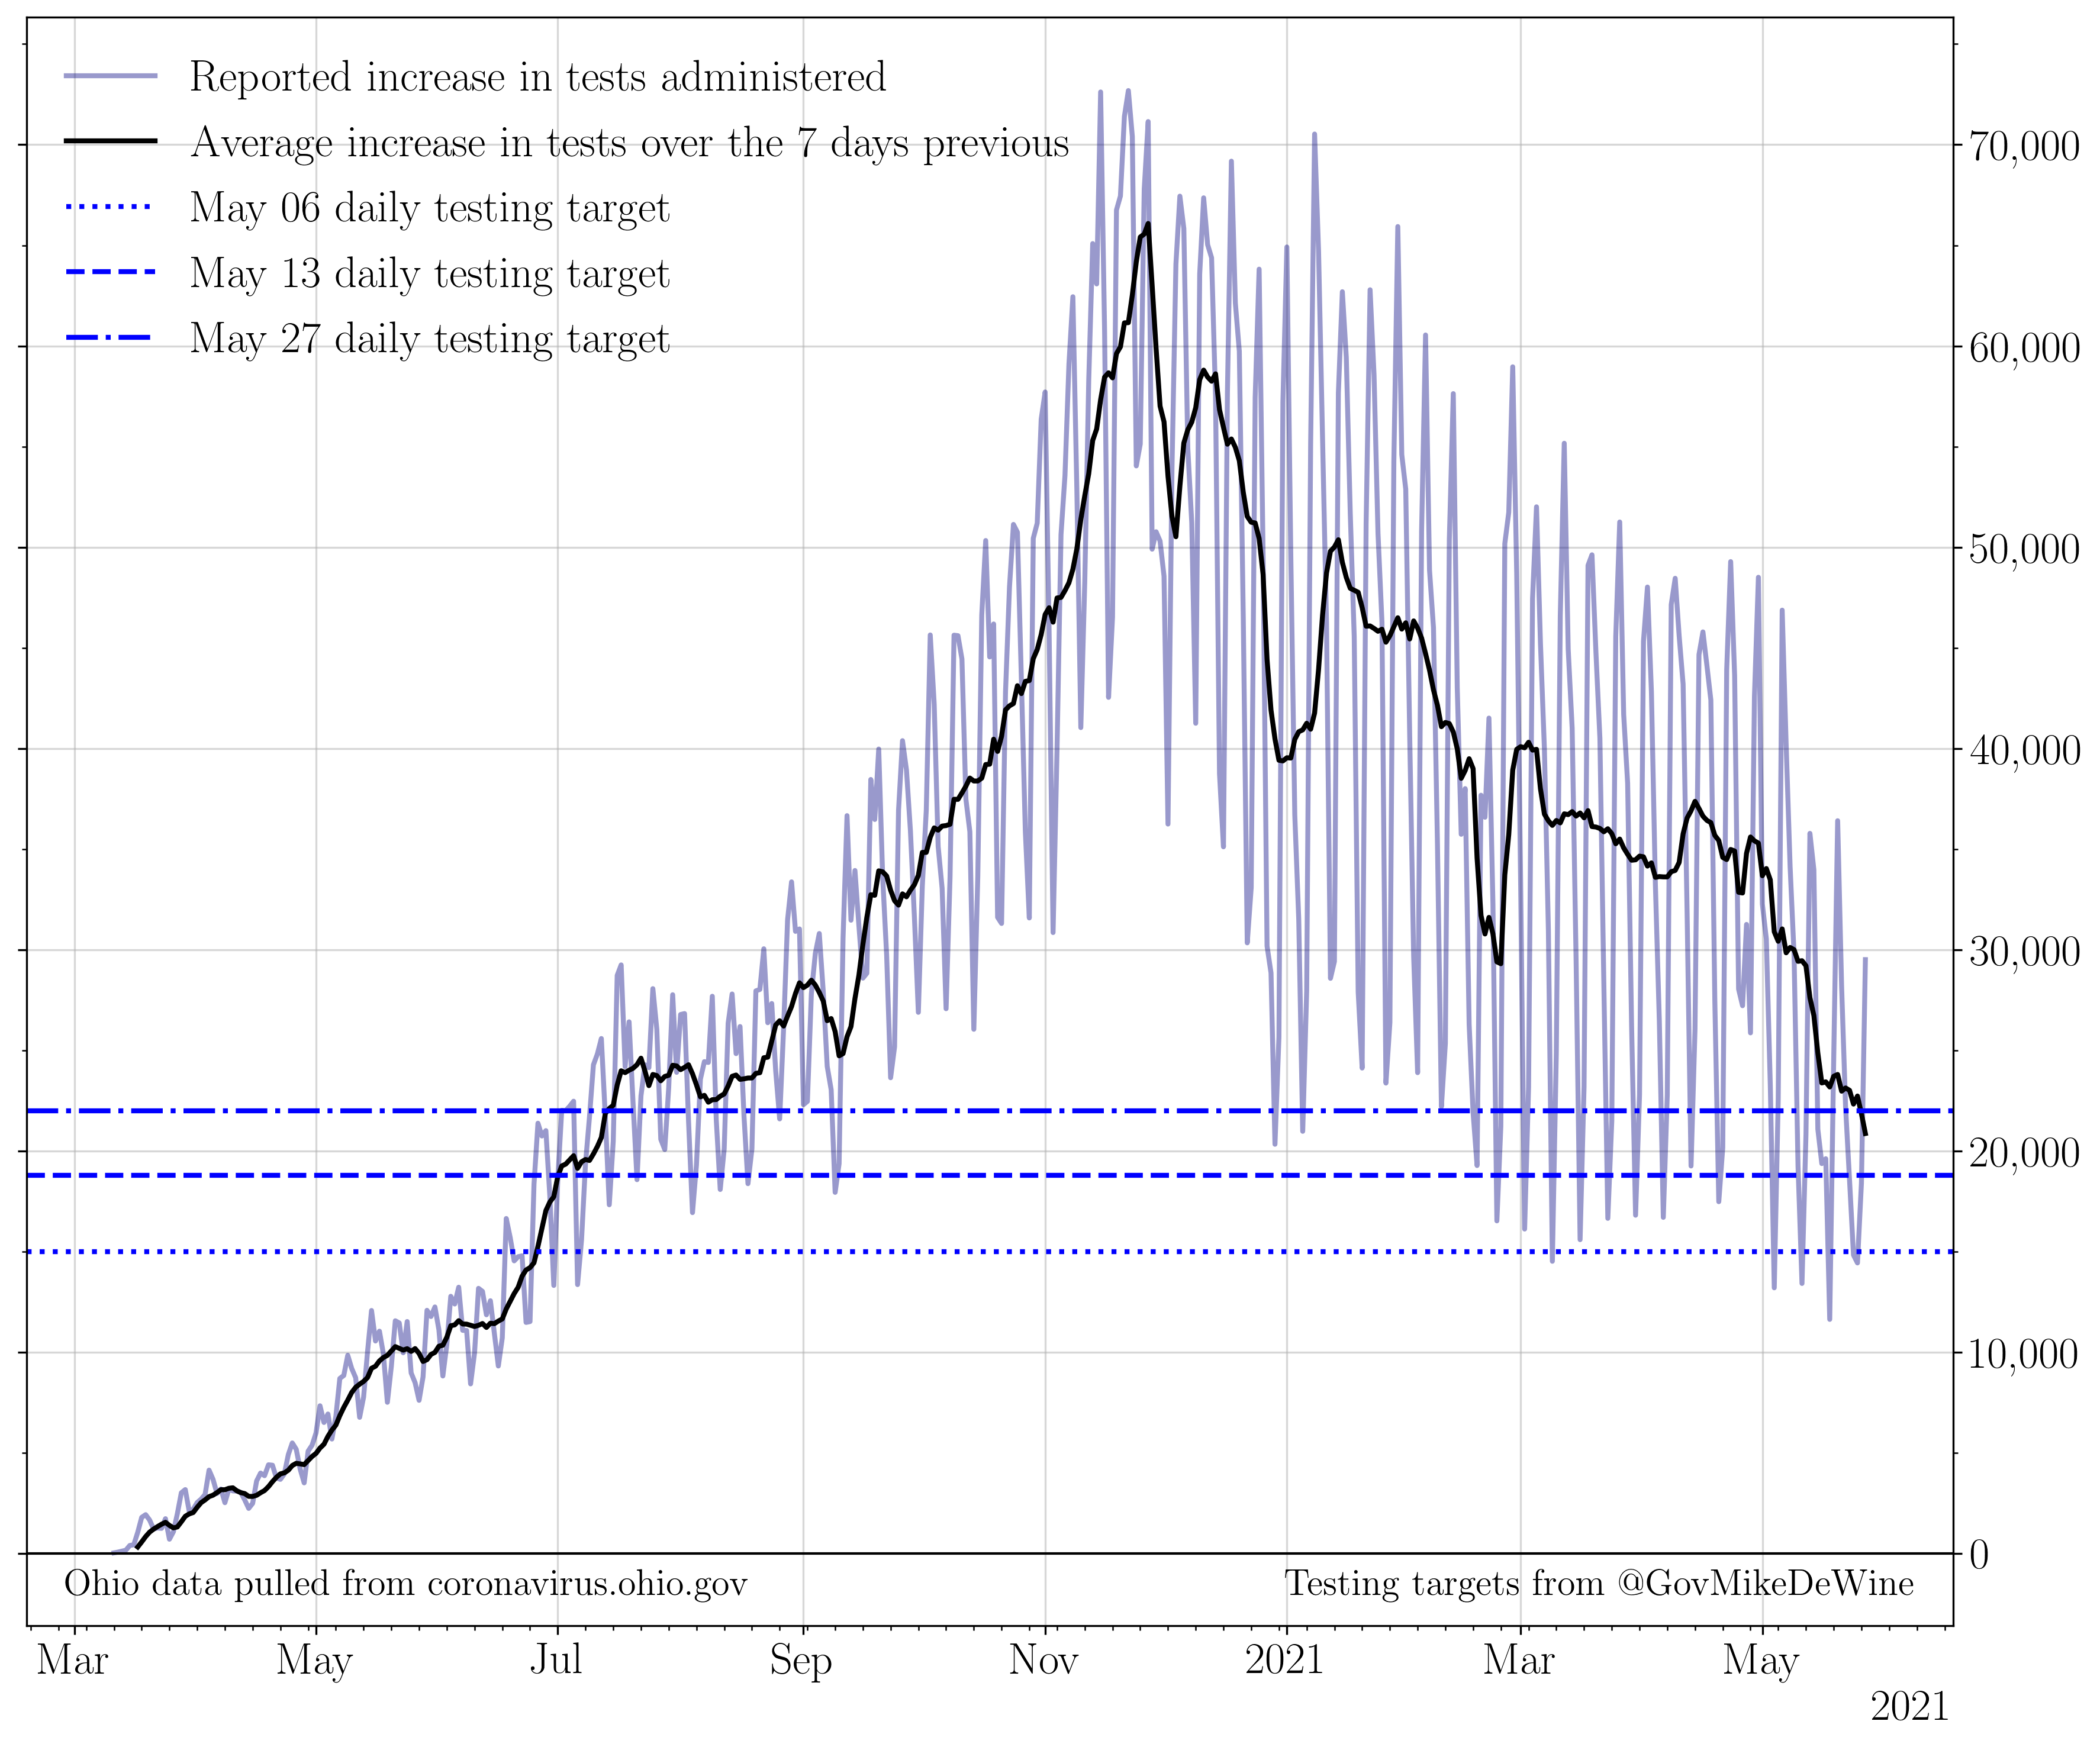 Reported increase in tests administered
Average increase in tests over the 7 days previous
May 06 daily testing target
May 13 daily testing target
May 27 daily testing target
70,000
60,000
50,000
40,000
30,000
20,000
10,000
0
Ohio data pulled from coronavirus.ohio.gov
Testing targets from @GovMikeDeWine
Mar May Jul Sep Nov 2021 Mar May
2021